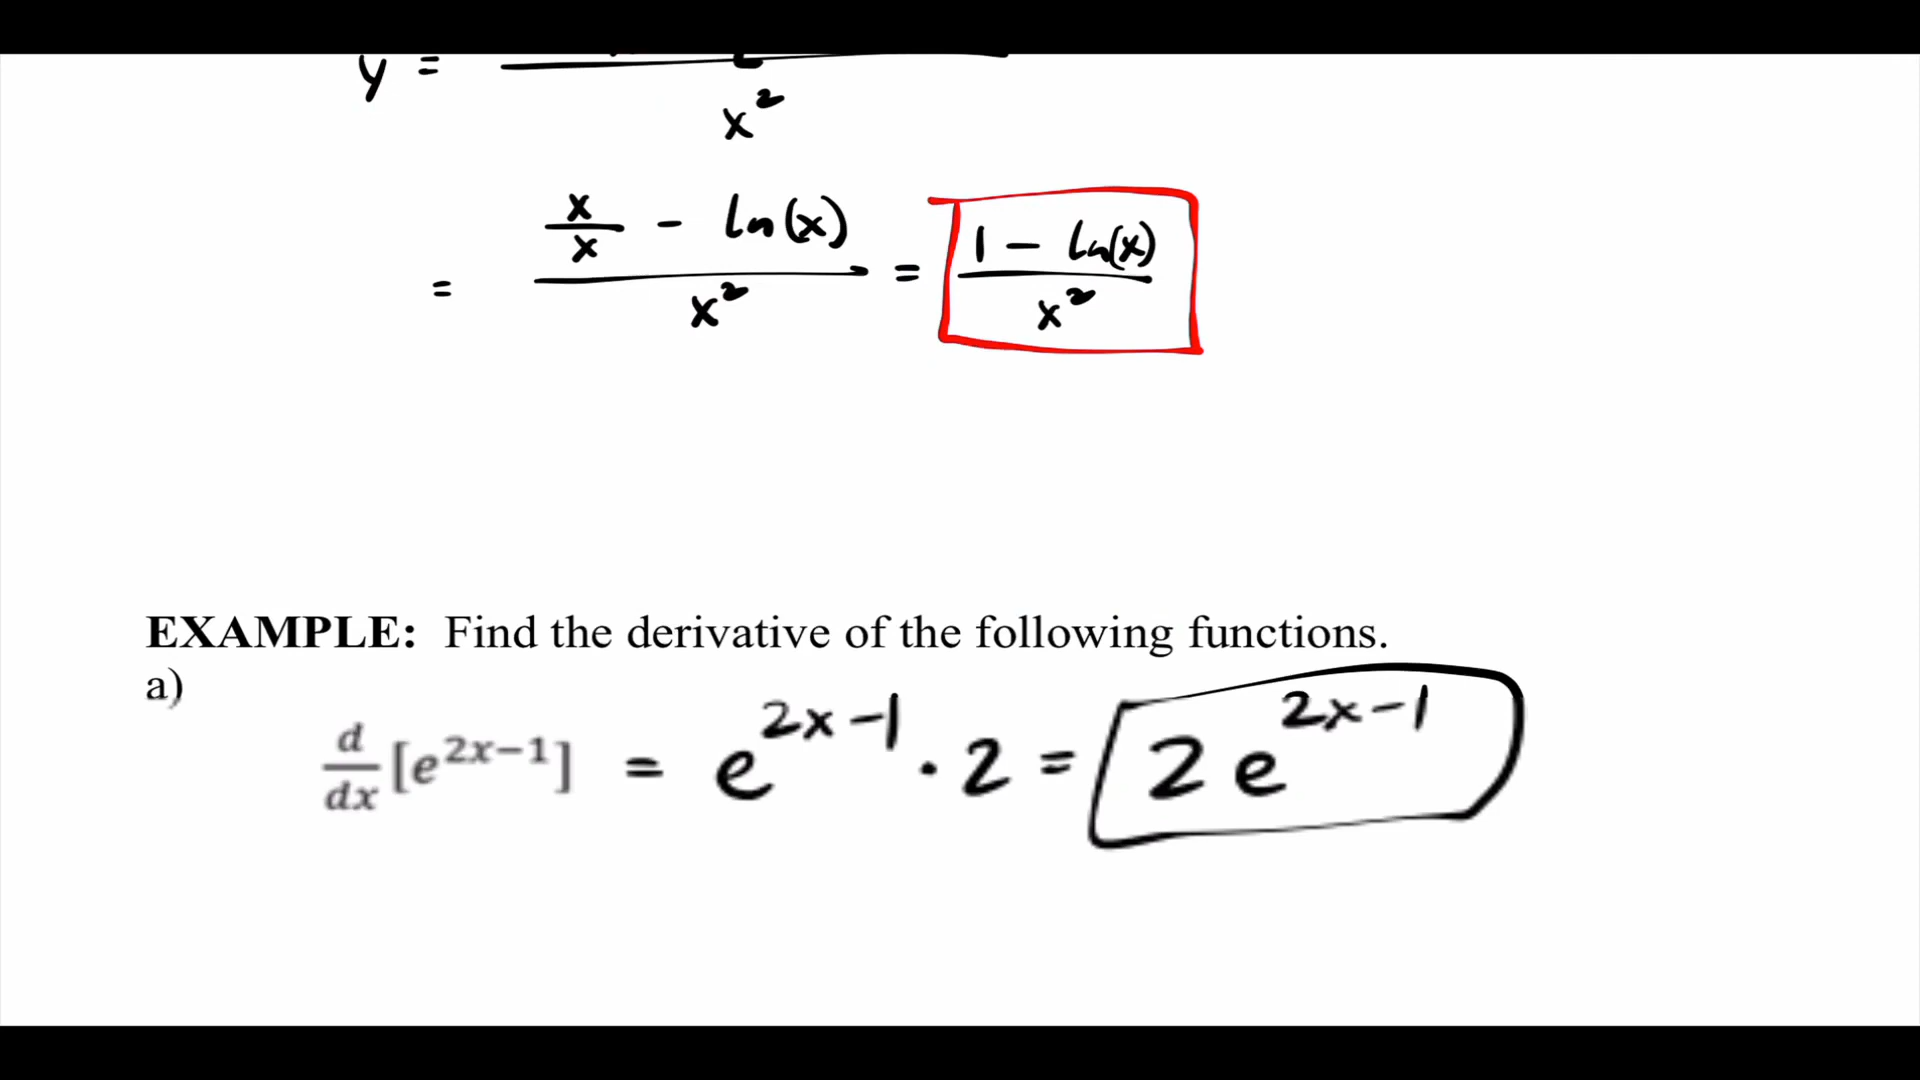 y = x²
= x/x - ln(x) / x² = 1 - ln(x) / x²
EXAMPLE: Find the derivative of the following functions.
a)
d/dx [e^{2x-1}] = e^{2x-1} · 2 = 2e^{2x-1}